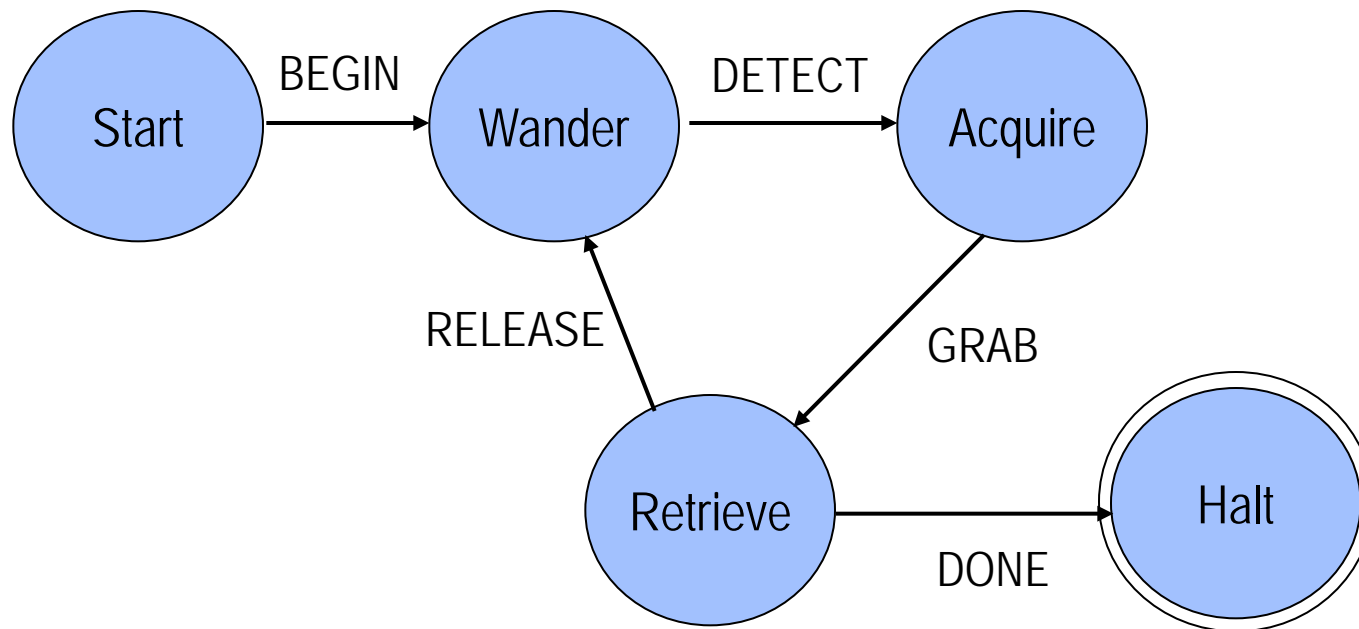 BEGIN
DETECT
Start
Wander
Acquire
RELEASE
GRAB
Retrieve
Halt
DONE